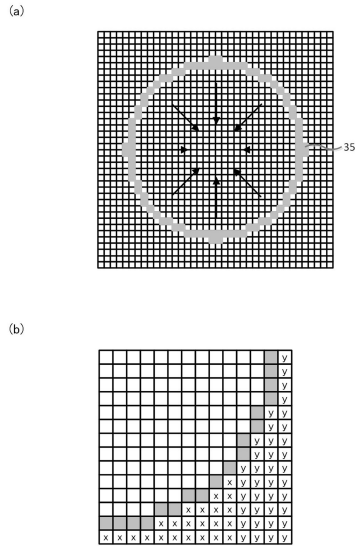 (a)
35
(b)
y
y
y
y
y y
y y
y y y
y y y
y y y y
x y y y y
x x y y y y
x x x x y y y y
x x x x x x y y y y
x x x x x x x x x x y y y y